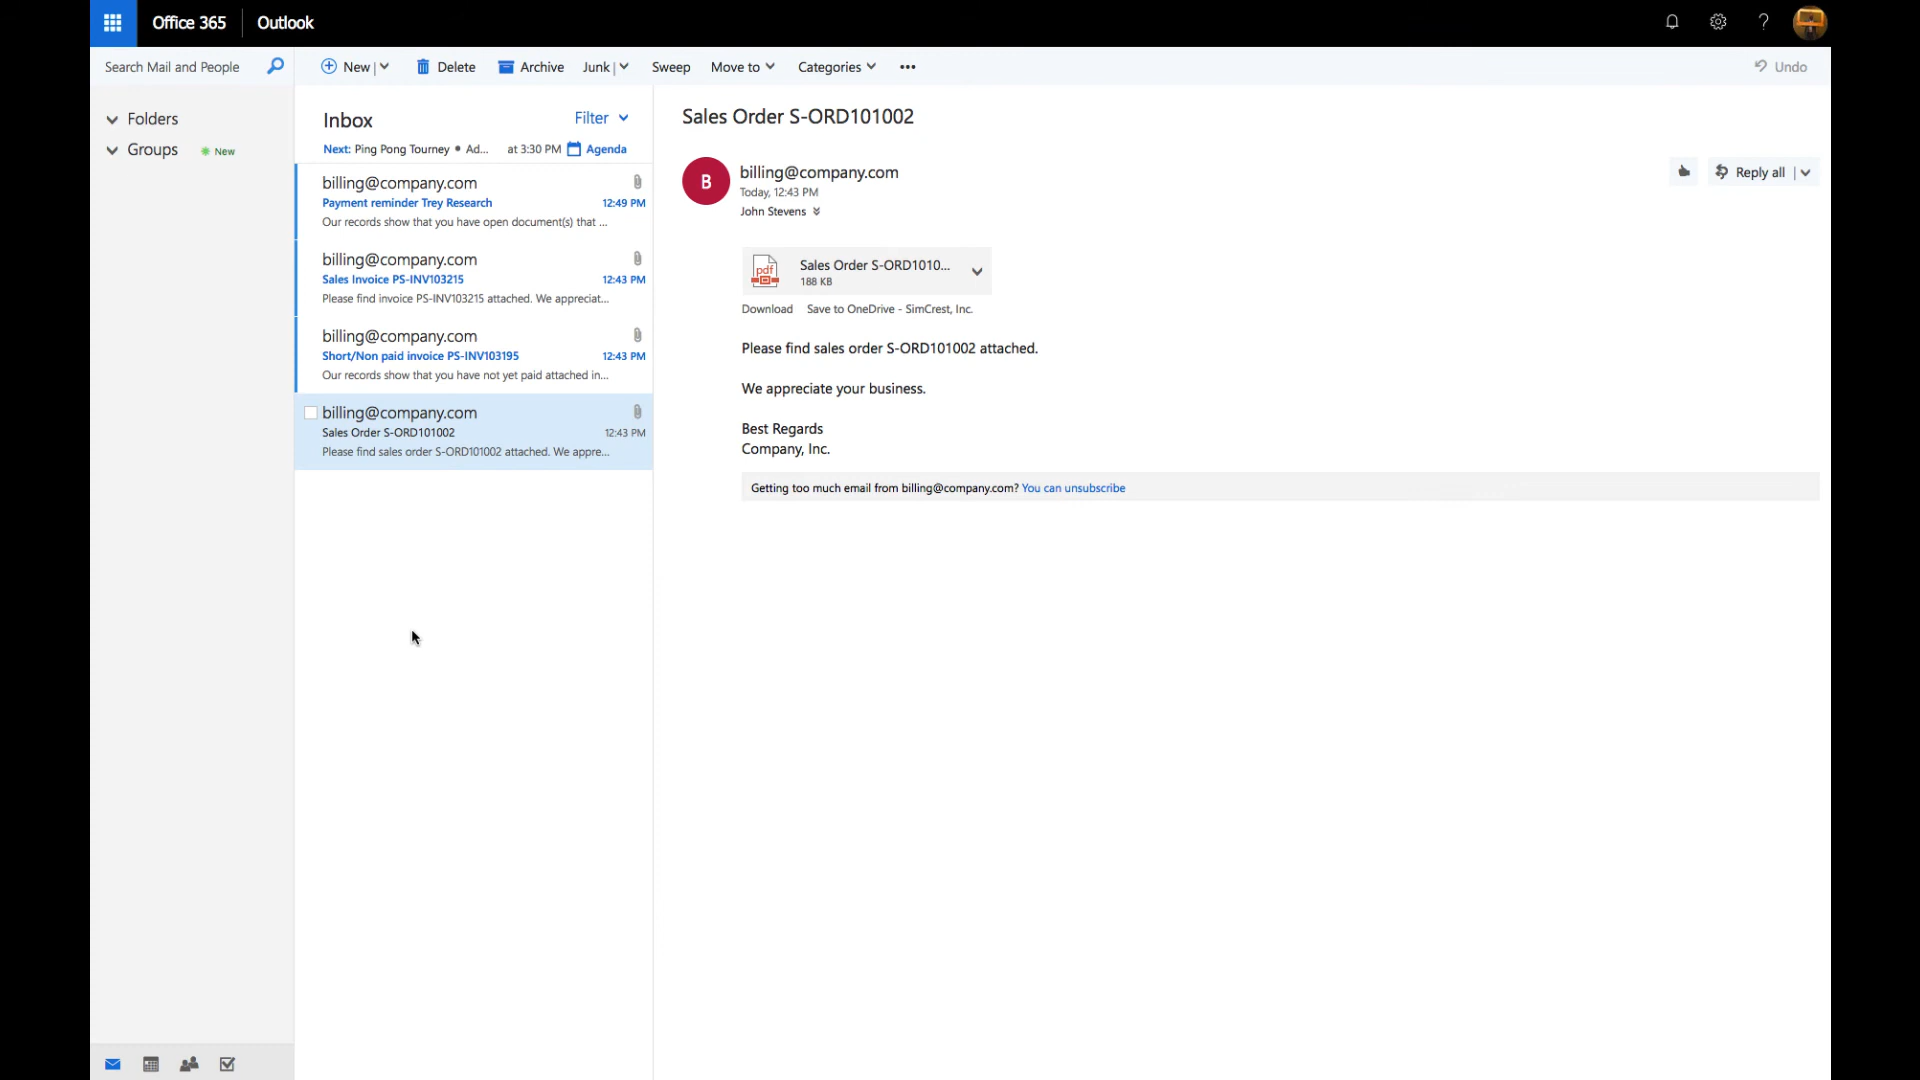 Office 365 Outlook
Search Mail and People
New Delete Archive Junk Sweep Move to Categories ••• Undo
Folders
Groups New
Inbox Filter
Next: Ping Pong Tourney • Ad... at 3:30 PM Agenda
billing@company.com
Payment reminder Trey Research 12:49 PM
Our records show that you have open document(s) that ...
billing@company.com
Sales Invoice PS-INV103215 12:43 PM
Please find invoice PS-INV103215 attached. We appreciat...
billing@company.com
Short/Non paid invoice PS-INV103195 12:43 PM
Our records show that you have not yet paid attached in...
billing@company.com
Sales Order S-ORD101002 12:43 PM
Please find sales order S-ORD101002 attached. We appre...
Sales Order S-ORD101002
B
billing@company.com
Today, 12:43 PM
John Stevens
Reply all
pdf
Sales Order S-ORD1010...
188 KB
Download Save to OneDrive - SimCrest, Inc.
Please find sales order S-ORD101002 attached.
We appreciate your business.
Best Regards
Company, Inc.
Getting too much email from billing@company.com? You can unsubscribe